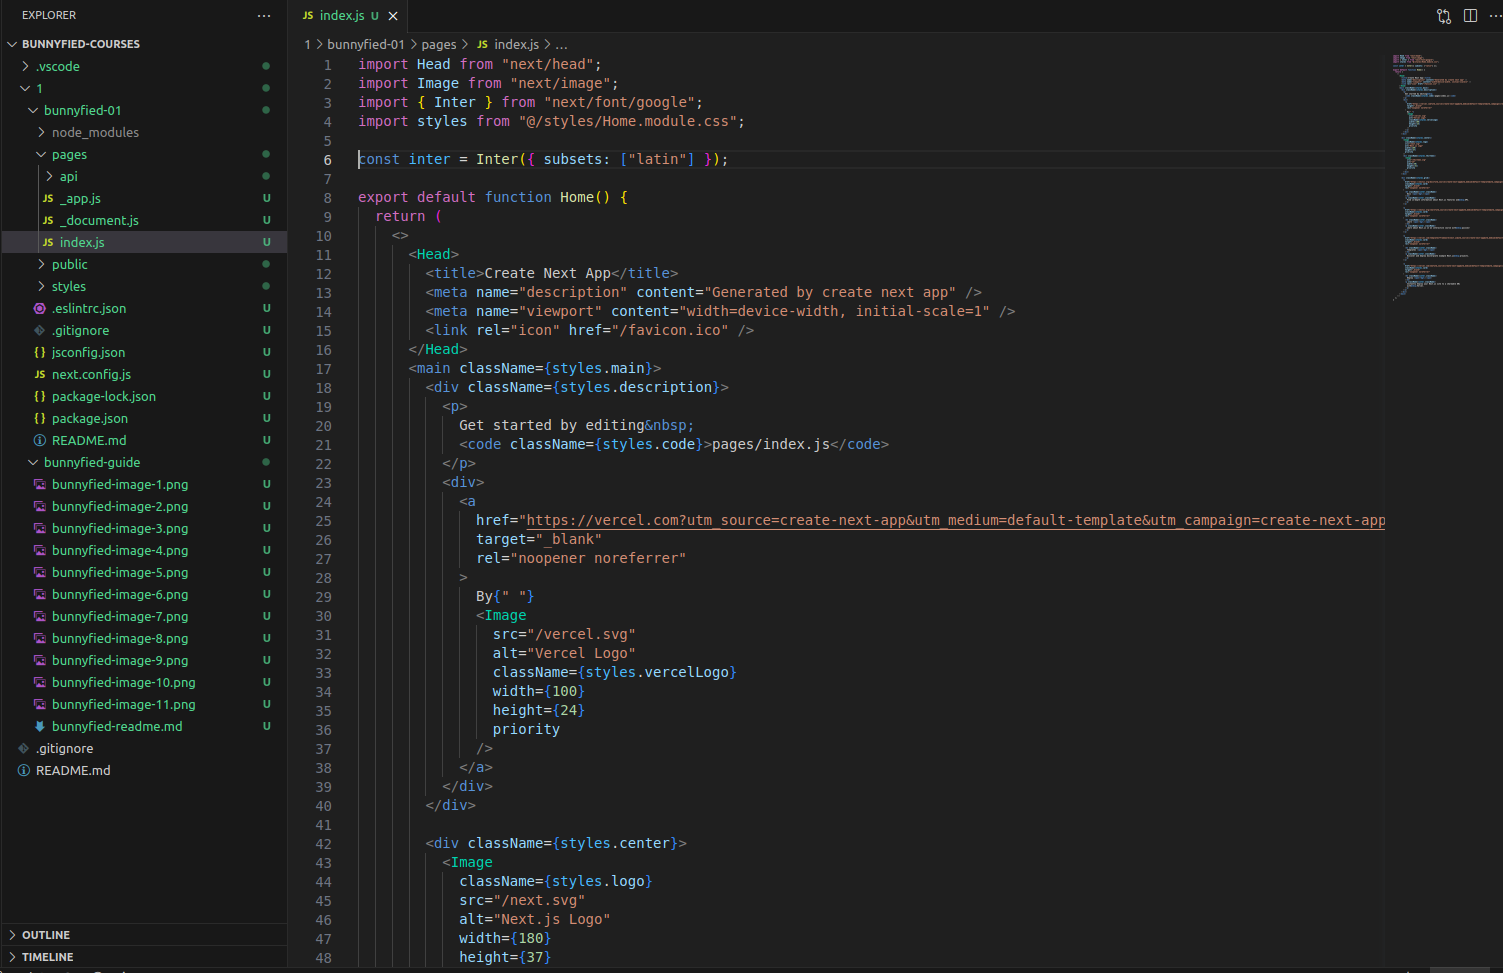 EXPLORER
BUNNYFIED-COURSES
.vscode
1
bunnyfied-01
node_modules
pages
api
JS _app.js U
JS _document.js U
JS index.js U
public
styles
.eslintrc.json U
.gitignore U
{} jsconfig.json U
JS next.config.js U
{} package-lock.json U
{} package.json U
README.md U
bunnyfied-guide
bunnyfied-image-1.png U
bunnyfied-image-2.png U
bunnyfied-image-3.png U
bunnyfied-image-4.png U
bunnyfied-image-5.png U
bunnyfied-image-6.png U
bunnyfied-image-7.png U
bunnyfied-image-8.png U
bunnyfied-image-9.png U
bunnyfied-image-10.png U
bunnyfied-image-11.png U
bunnyfied-readme.md U
.gitignore
README.md
OUTLINE
TIMELINE
JS index.js U
1 > bunnyfied-01 > pages > JS index.js > ...
1 import Head from "next/head";
2 import Image from "next/image";
3 import { Inter } from "next/font/google";
4 import styles from "@/styles/Home.module.css";
5
6 const inter = Inter({ subsets: ["latin"] });
7
8 export default function Home() {
9 return (
10 <>
11 <Head>
12 <title>Create Next App</title>
13 <meta name="description" content="Generated by create next app" />
14 <meta name="viewport" content="width=device-width, initial-scale=1" />
15 <link rel="icon" href="/favicon.ico" />
16 </Head>
17 <main className={styles.main}>
18 <div className={styles.description}>
19 <p>
20 Get started by editing&nbsp;
21 <code className={styles.code}>pages/index.js</code>
22 </p>
23 <div>
24 <a
25 href="https://vercel.com?utm_source=create-next-app&utm_medium=default-template&utm_campaign=create-next-app
26 target="_blank"
27 rel="noopener noreferrer"
28 >
29 By{" "}
30 <Image
31 src="/vercel.svg"
32 alt="Vercel Logo"
33 className={styles.vercelLogo}
34 width={100}
35 height={24}
36 priority
37 />
38 </a>
39 </div>
40 </div>
41
42 <div className={styles.center}>
43 <Image
44 className={styles.logo}
45 src="/next.svg"
46 alt="Next.js Logo"
47 width={180}
48 height={37}